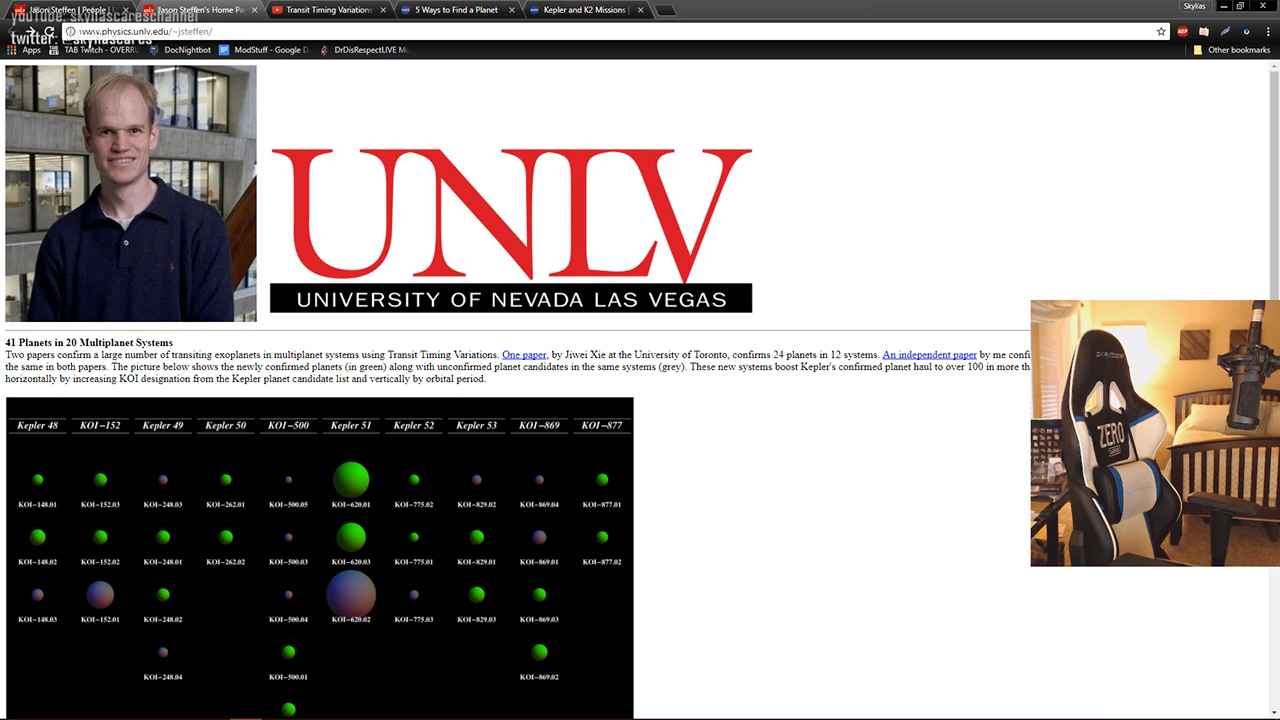 Jason Steffen | People | U
Jason Steffen's Home Pa
Transit Timing Variations
5 Ways to Find a Planet
Kepler and K2 Missions |
Skylias
youtube: skyliascareschannel
www.physics.unlv.edu/~jsteffen/
twitter: @skyliascares
Apps
TAB Twitch - OVERRU
DocNightbot
ModStuff - Google D
DrDisRespectLIVE Mu
Other bookmarks
UNLV
UNIVERSITY OF NEVADA LAS VEGAS
41 Planets in 20 Multiplanet Systems
Two papers confirm a large number of transiting exoplanets in multiplanet systems using Transit Timing Variations. One paper, by Jiwei Xie at the University of Toronto, confirms 24 planets in 12 systems. An independent paper by me confi
the same in both papers. The picture below shows the newly confirmed planets (in green) along with unconfirmed planet candidates in the same systems (grey). These new systems boost Kepler's confirmed planet haul to over 100 in more th
horizontally by increasing KOI designation from the Kepler planet candidate list and vertically by orbital period.
Kepler 48 KOI-152 Kepler 49 Kepler 50 KOI-500 Kepler 51 Kepler 52 Kepler 53 KOI-869 KOI-877
KOI-148.01 KOI-152.03 KOI-248.03 KOI-262.01 KOI-500.05 KOI-620.01 KOI-775.02 KOI-829.02 KOI-869.04 KOI-877.01
KOI-148.02 KOI-152.02 KOI-248.01 KOI-262.02 KOI-500.03 KOI-620.03 KOI-775.01 KOI-829.01 KOI-869.01 KOI-877.02
KOI-148.03 KOI-152.01 KOI-248.02 KOI-500.04 KOI-620.02 KOI-775.03 KOI-829.03 KOI-869.03
KOI-248.04 KOI-500.01 KOI-869.02
ZERO